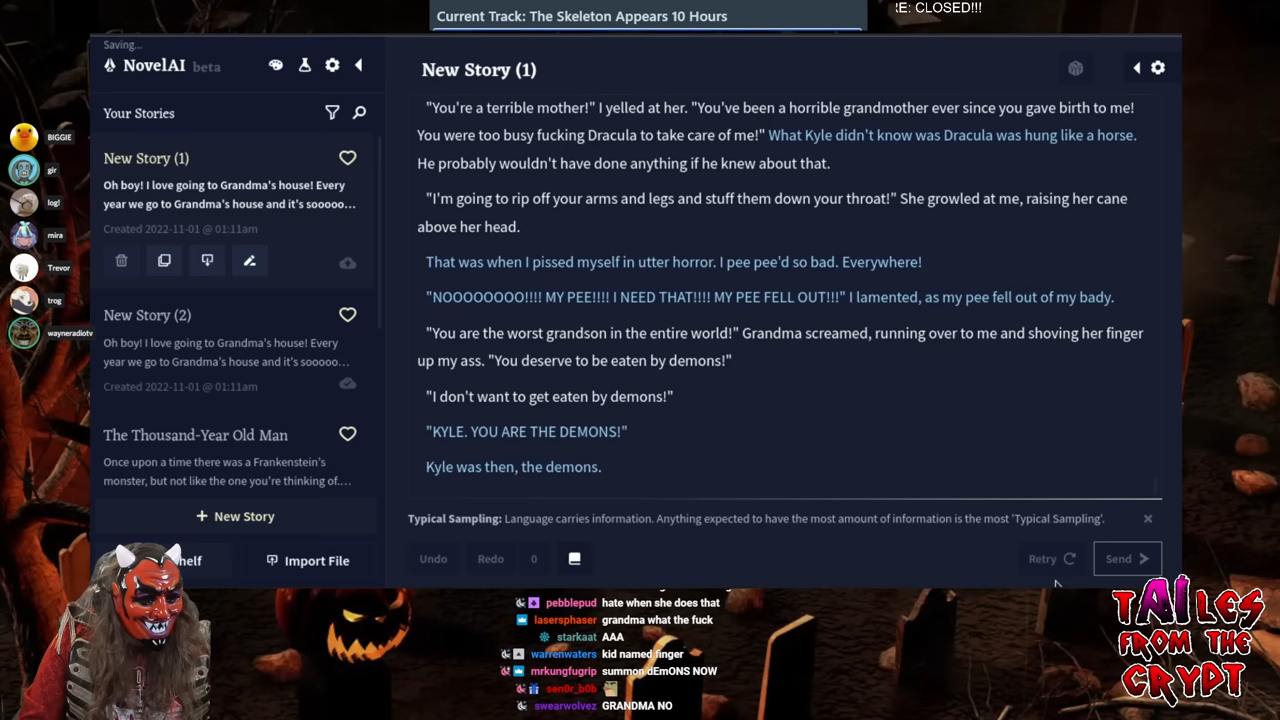 Current Track: The Skeleton Appears 10 Hours
RE: CLOSED!!!
Saving...
NovelAI beta
Your Stories
New Story (1)
Oh boy! I love going to Grandma's house! Every
year we go to Grandma's house and it's sooooo...
Created 2022-11-01 @ 01:11am
New Story (2)
Oh boy! I love going to Grandma's house! Every
year we go to Grandma's house and it's sooooo...
Created 2022-11-01 @ 01:11am
The Thousand-Year Old Man
Once upon a time there was a Frankenstein's
monster, but not like the one you're thinking of....
+ New Story
helf
Import File
BIGGIE
gir
log!
mira
Trevor
trog
wayneradiotv
New Story (1)
"You're a terrible mother!" I yelled at her. "You've been a horrible grandmother ever since you gave birth to me!
You were too busy fucking Dracula to take care of me!" What Kyle didn't know was Dracula was hung like a horse.
He probably wouldn't have done anything if he knew about that.
"I'm going to rip off your arms and legs and stuff them down your throat!" She growled at me, raising her cane
above her head.
That was when I pissed myself in utter horror. I pee pee'd so bad. Everywhere!
"NOOOOOOOO!!!! MY PEE!!!! I NEED THAT!!!! MY PEE FELL OUT!!!" I lamented, as my pee fell out of my bady.
"You are the worst grandson in the entire world!" Grandma screamed, running over to me and shoving her finger
up my ass. "You deserve to be eaten by demons!"
"I don't want to get eaten by demons!"
"KYLE. YOU ARE THE DEMONS!"
Kyle was then, the demons.
Typical Sampling: Language carries information. Anything expected to have the most amount of information is the most 'Typical Sampling'.
Undo
Redo
0
Retry
Send
pebblepud hate when she does that
lasersphaer grandma what the fuck
starkaat AAA
warrenwaters kid named finger
mrkungfugrip summon dEmONS NOW
sen0r_b0b
swearwolvez GRANDMA NO
TAILES
FROM THE
CRYPT